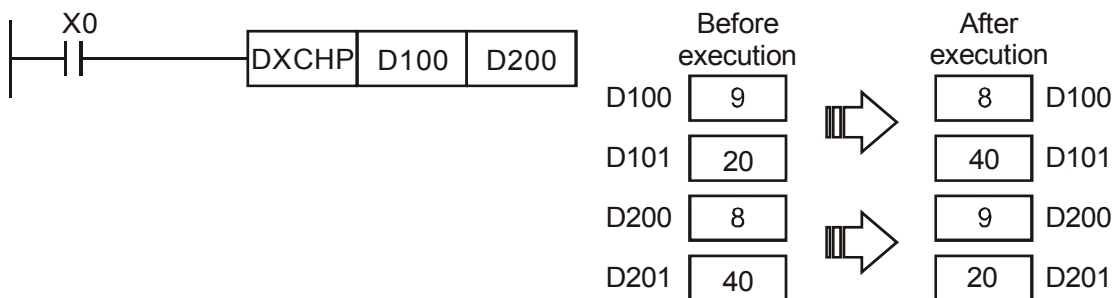 X0
DXCHP D100 D200
Before execution
After execution
D100 9 8 D100
D101 20 40 D101
D200 8 9 D200
D201 40 20 D201